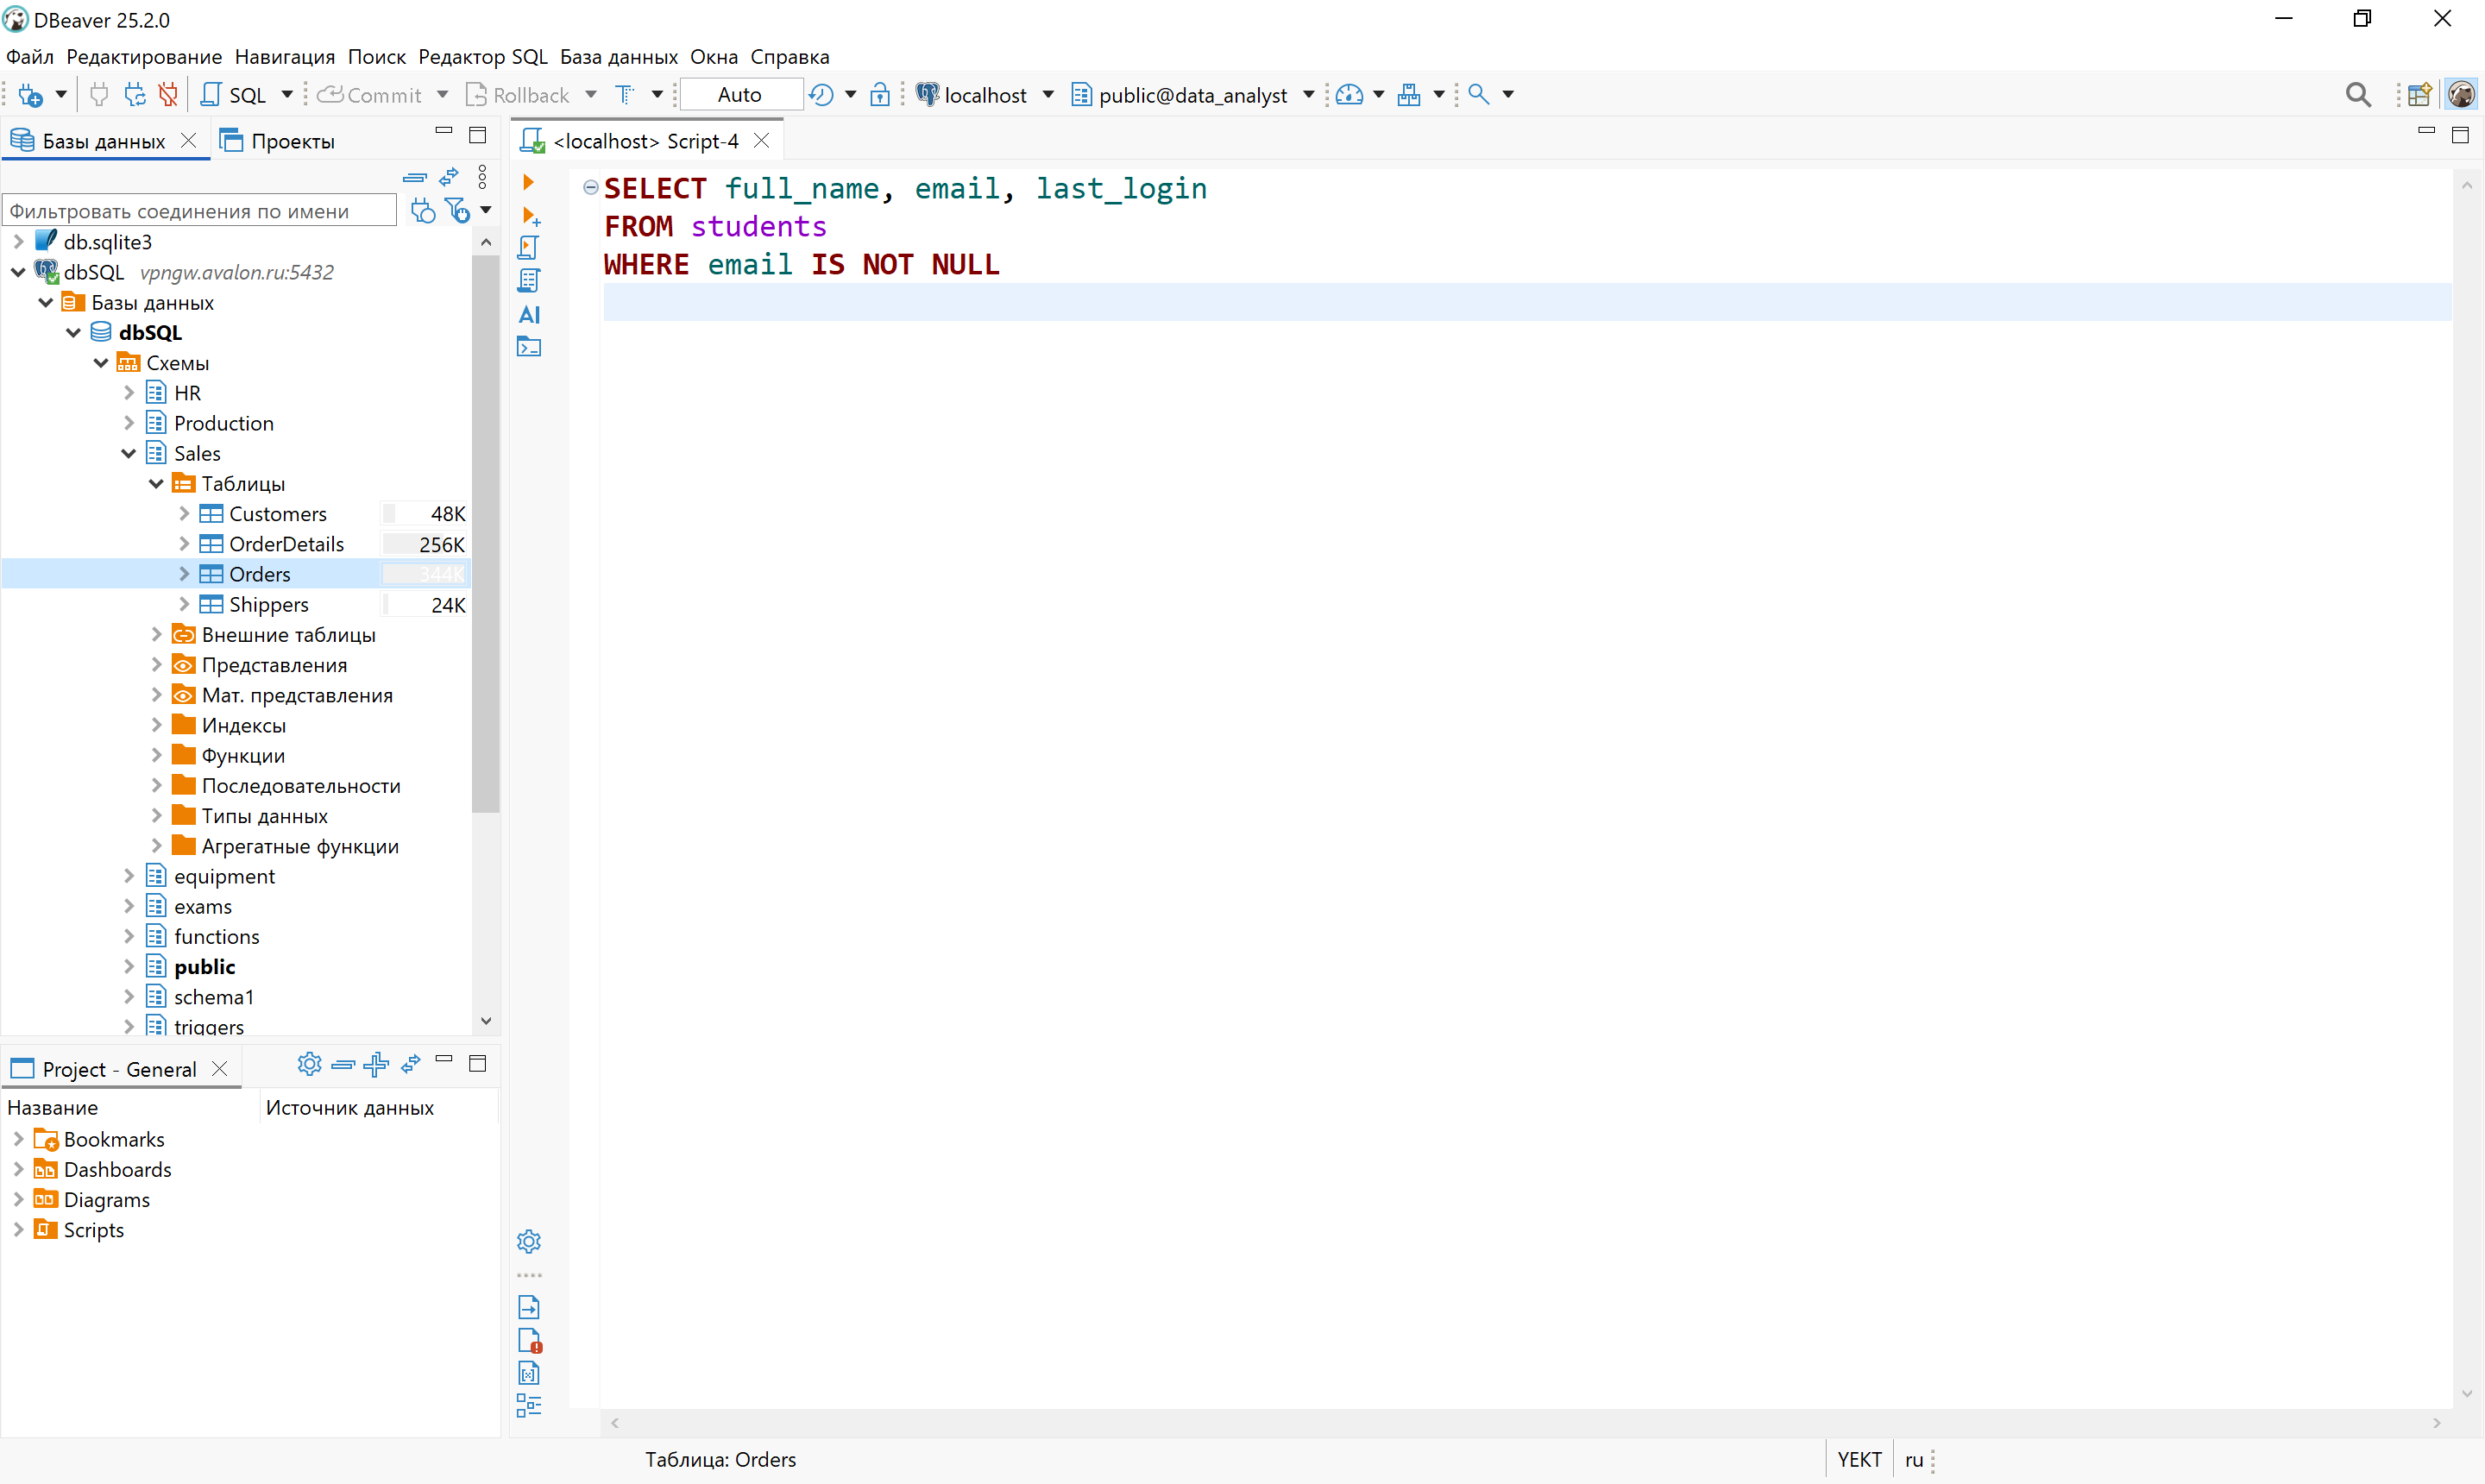 DBeaver 25.2.0
Файл Редактирование Навигация Поиск Редактор SQL База данных Окна Справка
SQL Commit Rollback Auto localhost public@data_analyst
Базы данных Проекты
<localhost> Script-4
Фильтровать соединения по имени
db.sqlite3
dbSQL vpngw.avalon.ru:5432
Базы данных
dbSQL
Схемы
HR
Production
Sales
Таблицы
Customers 48K
OrderDetails 256K
Orders 344K
Shippers 24K
Внешние таблицы
Представления
Мат. представления
Индексы
Функции
Последовательности
Типы данных
Агрегатные функции
equipment
exams
functions
public
schema1
triggers
SELECT full_name, email, last_login
FROM students
WHERE email IS NOT NULL
AI
Project - General
Название Источник данных
Bookmarks
Dashboards
Diagrams
Scripts
Таблица: Orders YEKT ru